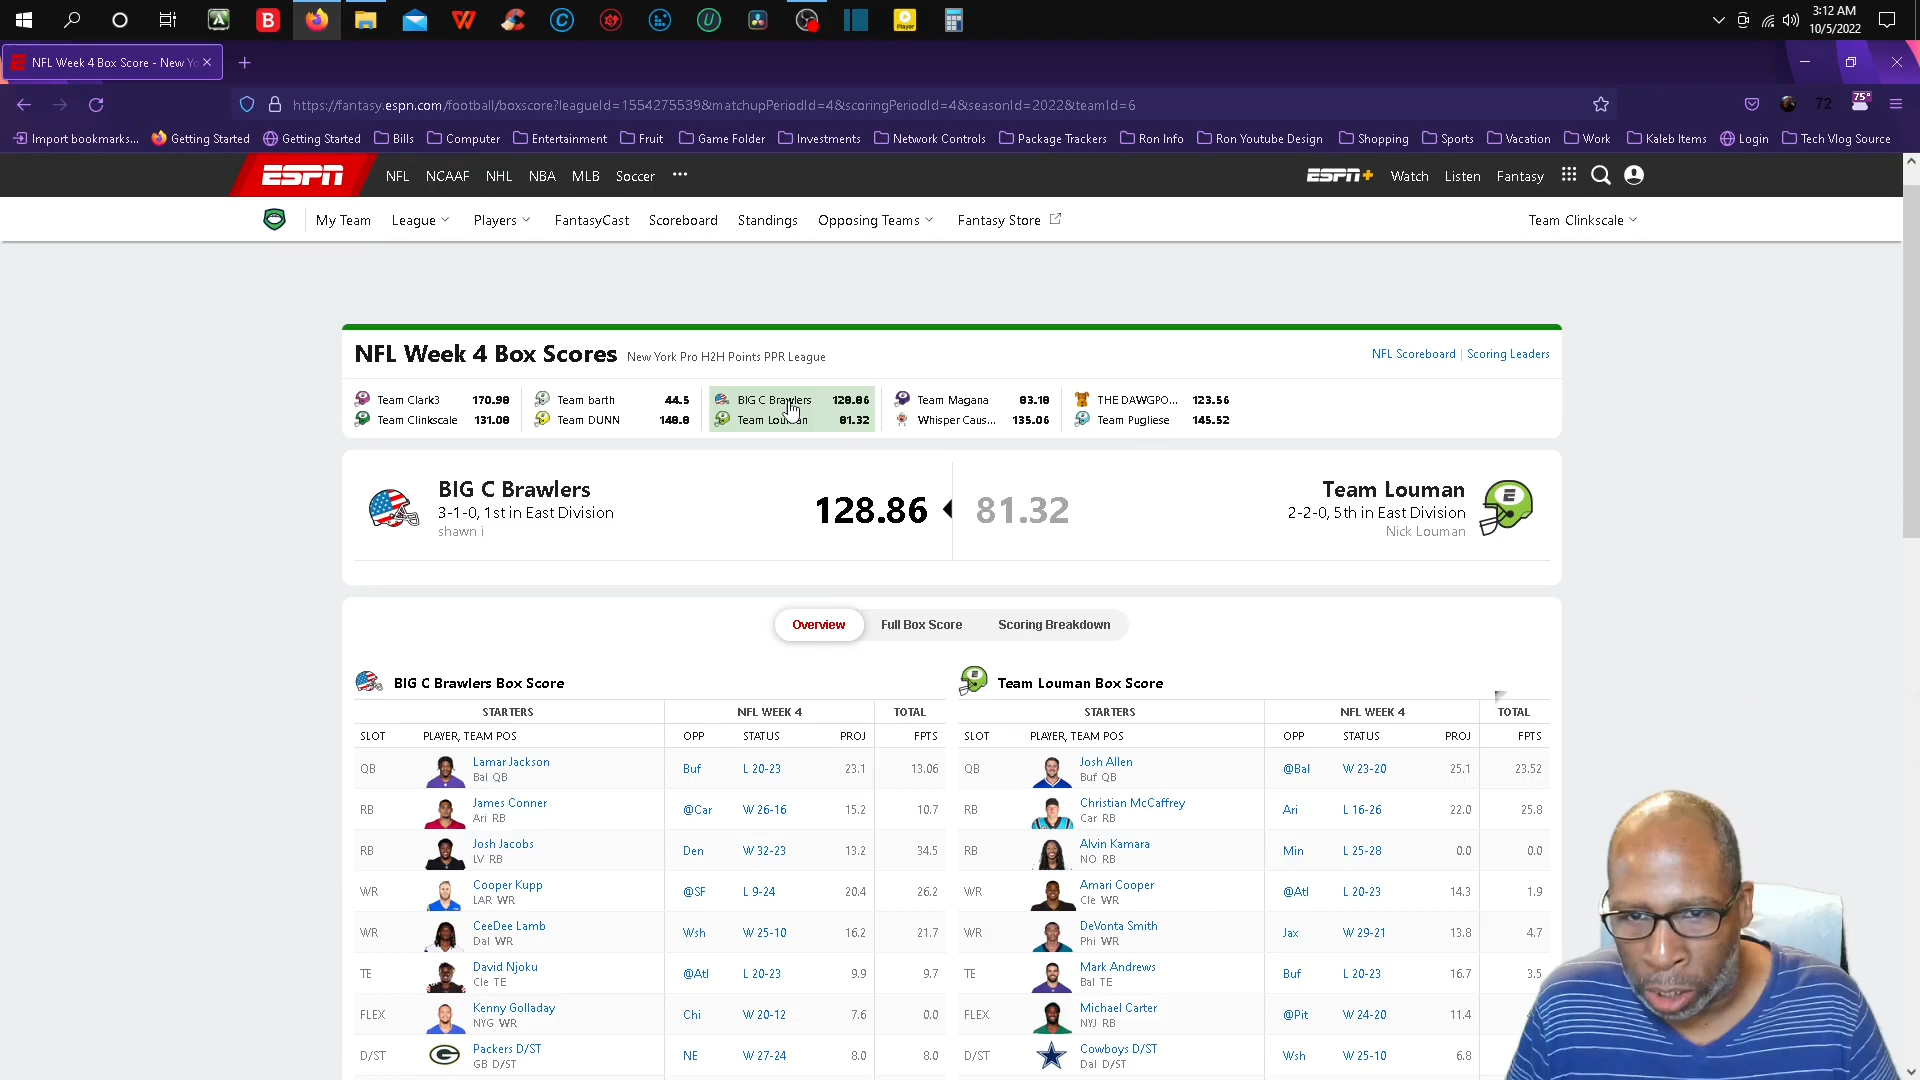 3:12 AM
10/5/2022
NFL Week 4 Box Score - New Yo
https://fantasy.espn.com/football/boxscore?leagueId=1554275539&matchupPeriodId=4&scoringPeriodId=4&seasonId=2022&teamId=6
72
75°
Import bookmarks... Getting Started Getting Started Bills Computer Entertainment Fruit Game Folder Investments Network Controls Package Trackers Ron Info Ron Youtube Design Shopping Sports Vacation Work Kaleb Items Login Tech Vlog Source
ESPN NFL NCAAF NHL NBA MLB Soccer ••• ESPN+ Watch Listen Fantasy
My Team League Players FantasyCast Scoreboard Standings Opposing Teams Fantasy Store Team Clinkscale
NFL Week 4 Box Scores New York Pro H2H Points PPR League NFL Scoreboard | Scoring Leaders
Team Clark3 170.98 Team barth 44.5 BIG C Brawlers 128.86 Team Magana 83.18 THE DAWGPO... 123.56
Team Clinkscale 131.08 Team DUNN 148.8 Team Louman 81.32 Whisper Caus... 135.06 Team Pugliese 145.52
BIG C Brawlers 128.86 81.32 Team Louman
3-1-0, 1st in East Division 2-2-0, 5th in East Division
shawn i Nick Louman
Overview Full Box Score Scoring Breakdown
BIG C Brawlers Box Score Team Louman Box Score
STARTERS NFL WEEK 4 TOTAL STARTERS NFL WEEK 4 TOTAL
SLOT PLAYER, TEAM POS OPP STATUS PROJ FPTS SLOT PLAYER, TEAM POS OPP STATUS PROJ FPTS
QB Lamar Jackson Bal QB Buf L 20-23 23.1 13.06 QB Josh Allen Buf QB @Bal W 23-20 25.1 23.52
RB James Conner Ari RB @Car W 26-16 15.2 10.7 RB Christian McCaffrey Car RB Ari L 16-26 22.0 25.8
RB Josh Jacobs LV RB Den W 32-23 13.2 34.5 RB Alvin Kamara NO RB Min L 25-28 0.0 0.0
WR Cooper Kupp LAR WR @SF L 9-24 20.4 26.2 WR Amari Cooper Cle WR @Atl L 20-23 14.3 1.9
WR CeeDee Lamb Dal WR Wsh W 25-10 16.2 21.7 WR DeVonta Smith Phi WR Jax W 29-21 13.8 4.7
TE David Njoku Cle TE @Atl L 20-23 9.9 9.7 TE Mark Andrews Bal TE Buf L 20-23 16.7 3.5
FLEX Kenny Golladay NYG WR Chi W 20-12 7.6 0.0 FLEX Michael Carter NYJ RB @Pit W 24-20 11.4
D/ST Packers D/ST GB D/ST NE W 27-24 8.0 8.0 D/ST Cowboys D/ST Dal D/ST Wsh W 25-10 6.8